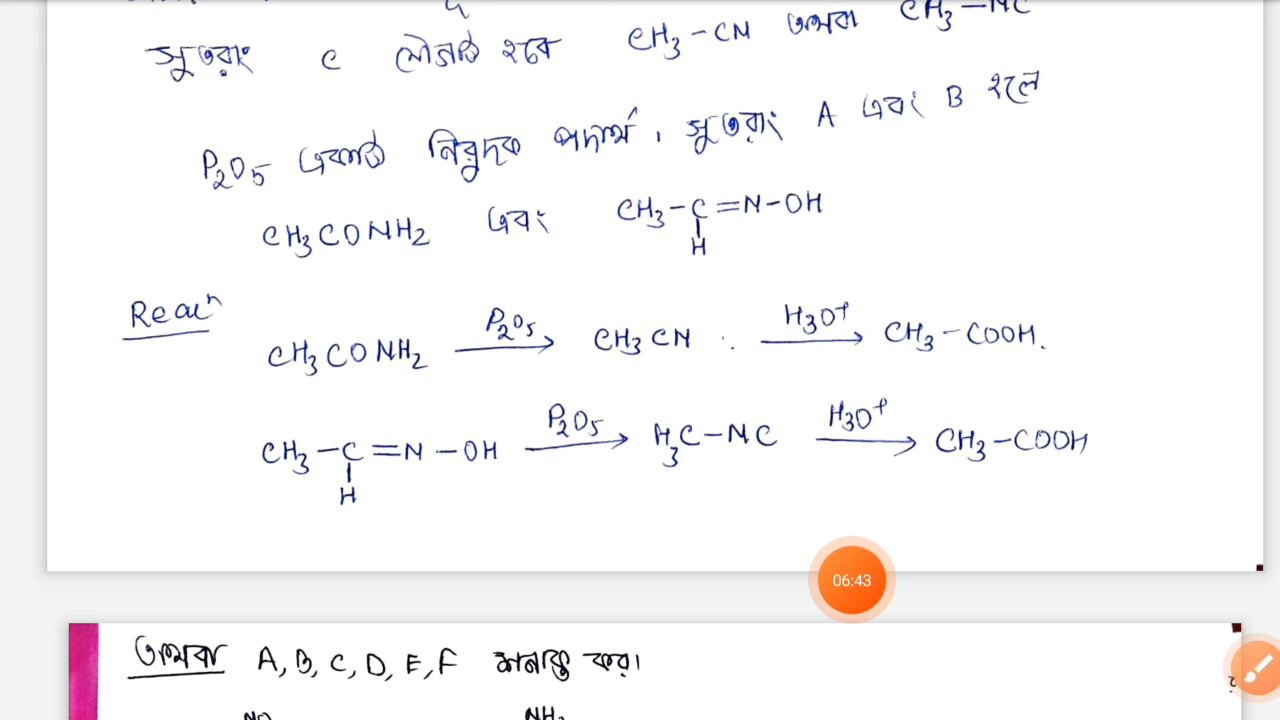 সুতরাং C যৌগটি হবে CH3-CN অথবা CH3-NC
P2O5 একটি নিরুদক পদার্থ, সুতরাং A এবং B হলে
CH3CONH2 এবং CH3-C=N-OH
H
Reacn
CH3CONH2 P2O5 CH3CN H3O+ CH3-COOH.
CH3-C=N-OH P2O5 H3C-NC H3O+ CH3-COOH
H
06:43
অথবা A, B, C, D, E, F সনাক্ত কর।
NH2